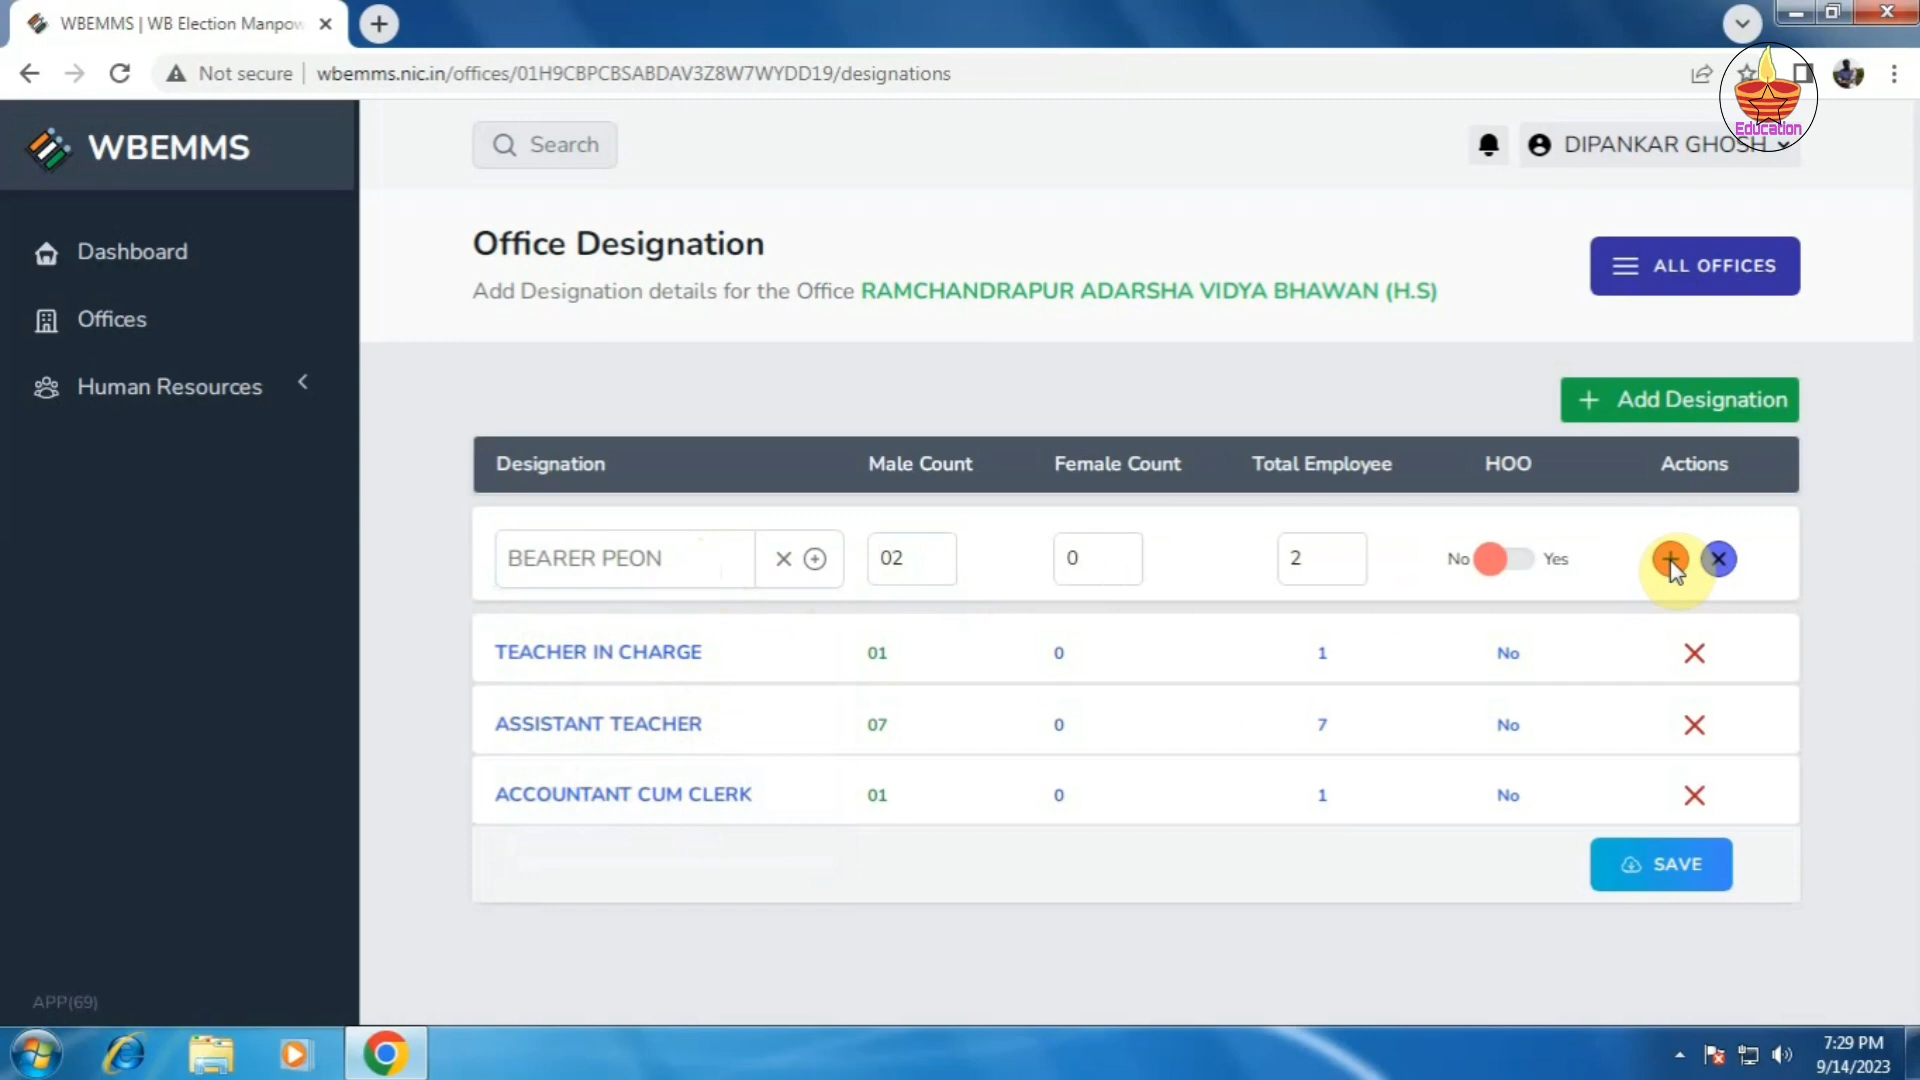 WBEMMS | WB Election Manpow
Not secure
wbemms.nic.in/offices/01H9CBPCBSABDAV3Z8W7WYDD19/designations
Education
WBEMMS
Search
DIPANKAR GHOSH
Dashboard
Offices
Human Resources
Office Designation
Add Designation details for the Office RAMCHANDRAPUR ADARSHA VIDYA BHAWAN (H.S)
ALL OFFICES
Add Designation
Designation Male Count Female Count Total Employee HOO Actions
BEARER PEON 02 0 2 No Yes
TEACHER IN CHARGE 01 0 1 No
ASSISTANT TEACHER 07 0 7 No
ACCOUNTANT CUM CLERK 01 0 1 No
SAVE
APP(69)
7:29 PM
9/14/2023